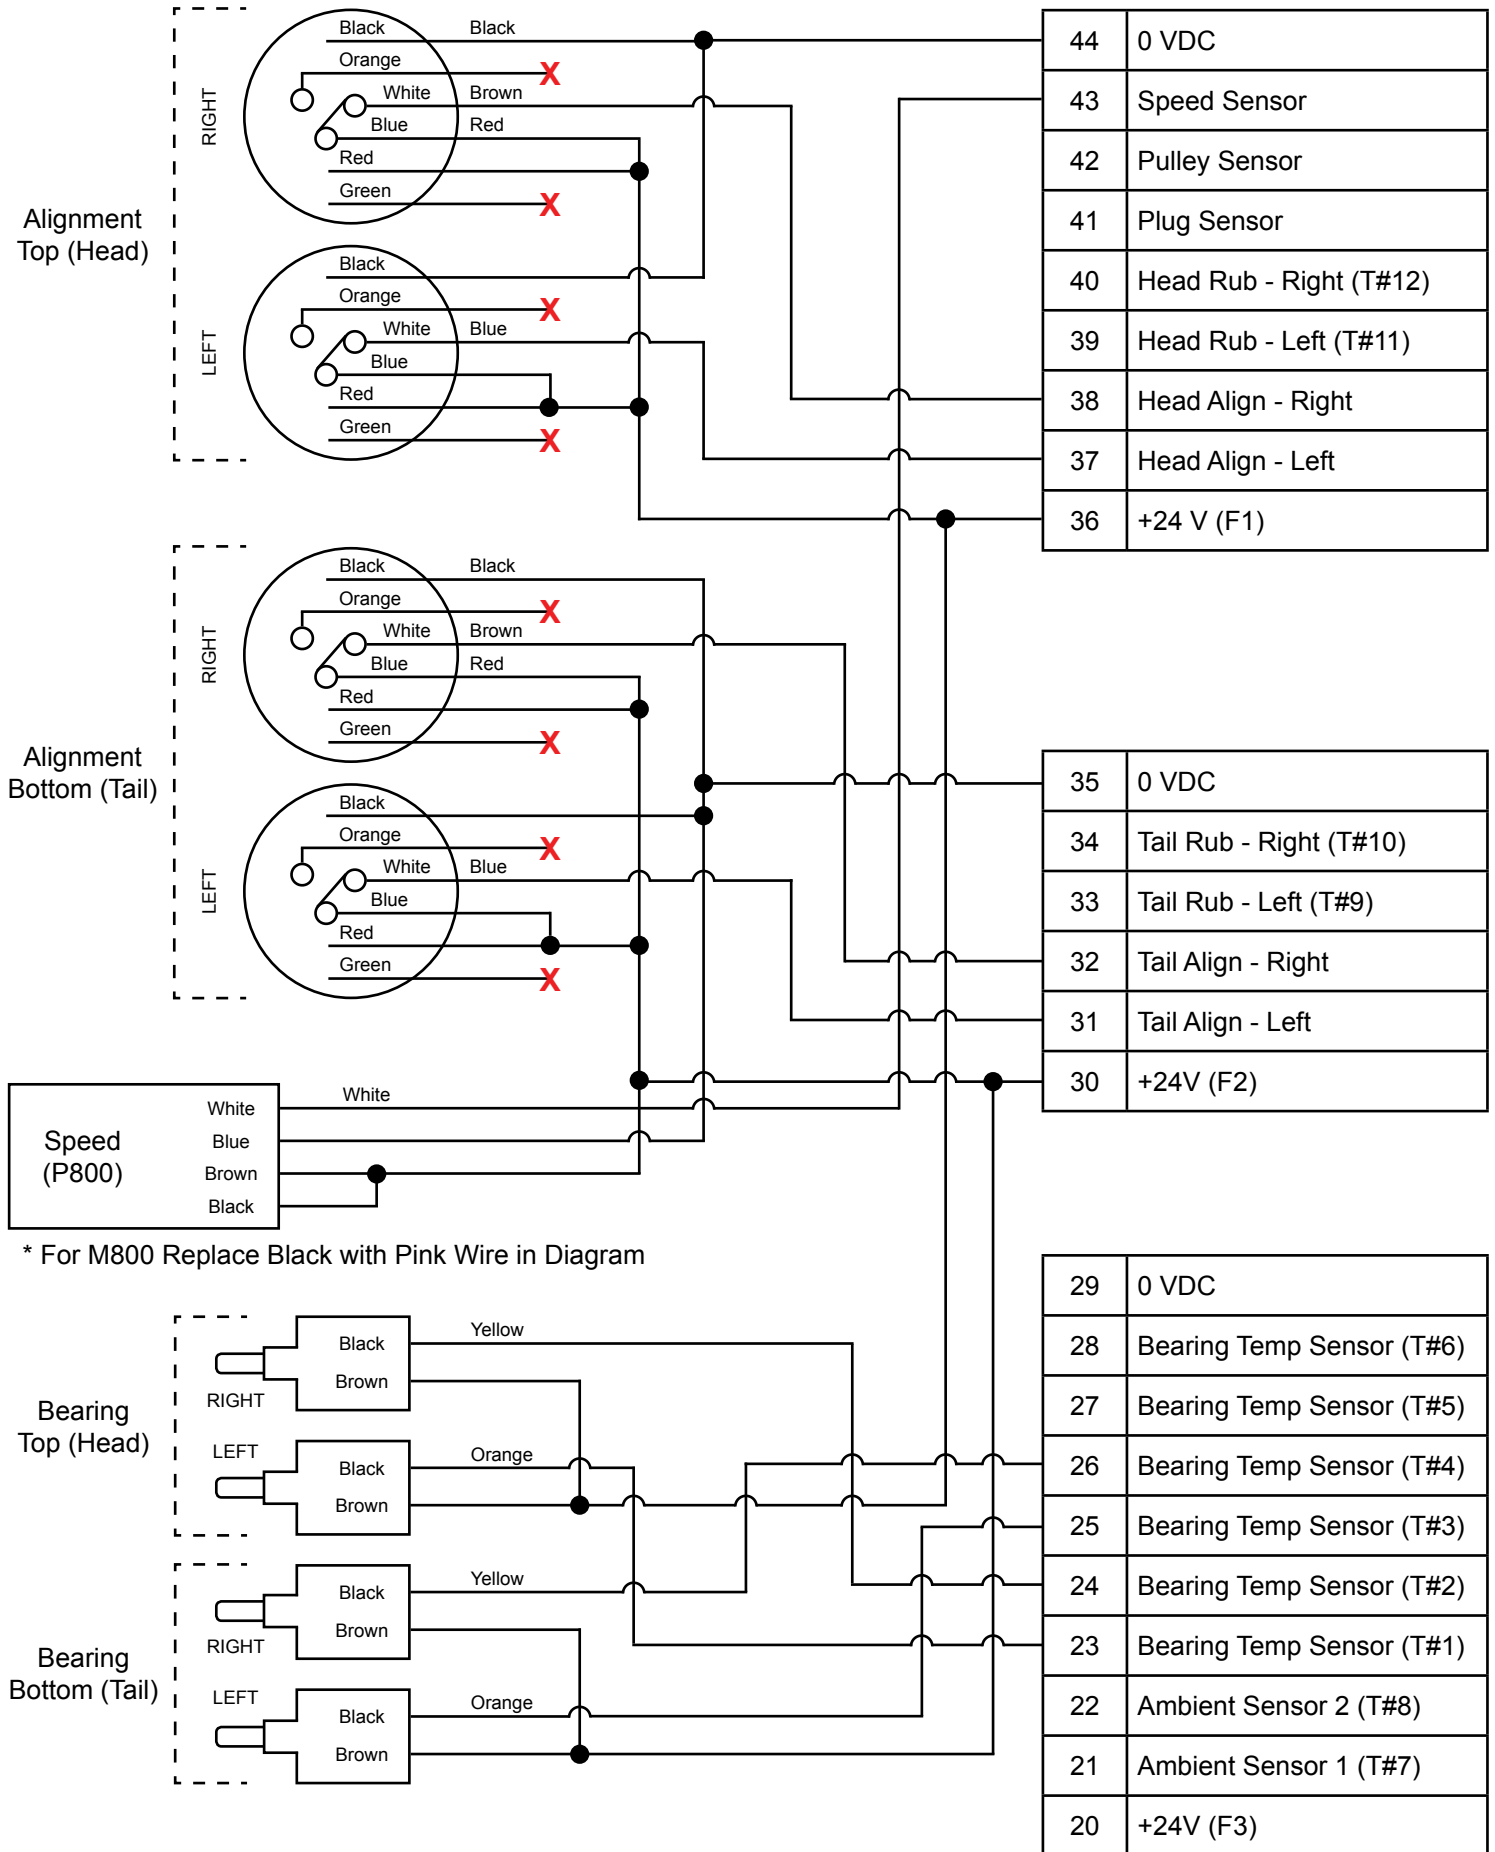 Alignment
Top (Head)
RIGHT
Black Black
Orange X
White Brown
Blue Red
Red
Green X
LEFT
Black
Orange X
White Blue
Blue
Red
Green X
44 0 VDC
43 Speed Sensor
42 Pulley Sensor
41 Plug Sensor
40 Head Rub - Right (T#12)
39 Head Rub - Left (T#11)
38 Head Align - Right
37 Head Align - Left
36 +24 V (F1)
Alignment
Bottom (Tail)
RIGHT
Black Black
Orange X
White Brown
Blue Red
Red
Green X
LEFT
Black
Orange X
White Blue
Blue
Red
Green X
35 0 VDC
34 Tail Rub - Right (T#10)
33 Tail Rub - Left (T#9)
32 Tail Align - Right
31 Tail Align - Left
30 +24V (F2)
Speed
(P800)
White White
Blue
Brown
Black
* For M800 Replace Black with Pink Wire in Diagram
Bearing
Top (Head)
RIGHT
Black Yellow
Brown
LEFT
Black Orange
Brown
Bearing
Bottom (Tail)
RIGHT
Black Yellow
Brown
LEFT
Black Orange
Brown
29 0 VDC
28 Bearing Temp Sensor (T#6)
27 Bearing Temp Sensor (T#5)
26 Bearing Temp Sensor (T#4)
25 Bearing Temp Sensor (T#3)
24 Bearing Temp Sensor (T#2)
23 Bearing Temp Sensor (T#1)
22 Ambient Sensor 2 (T#8)
21 Ambient Sensor 1 (T#7)
20 +24V (F3)